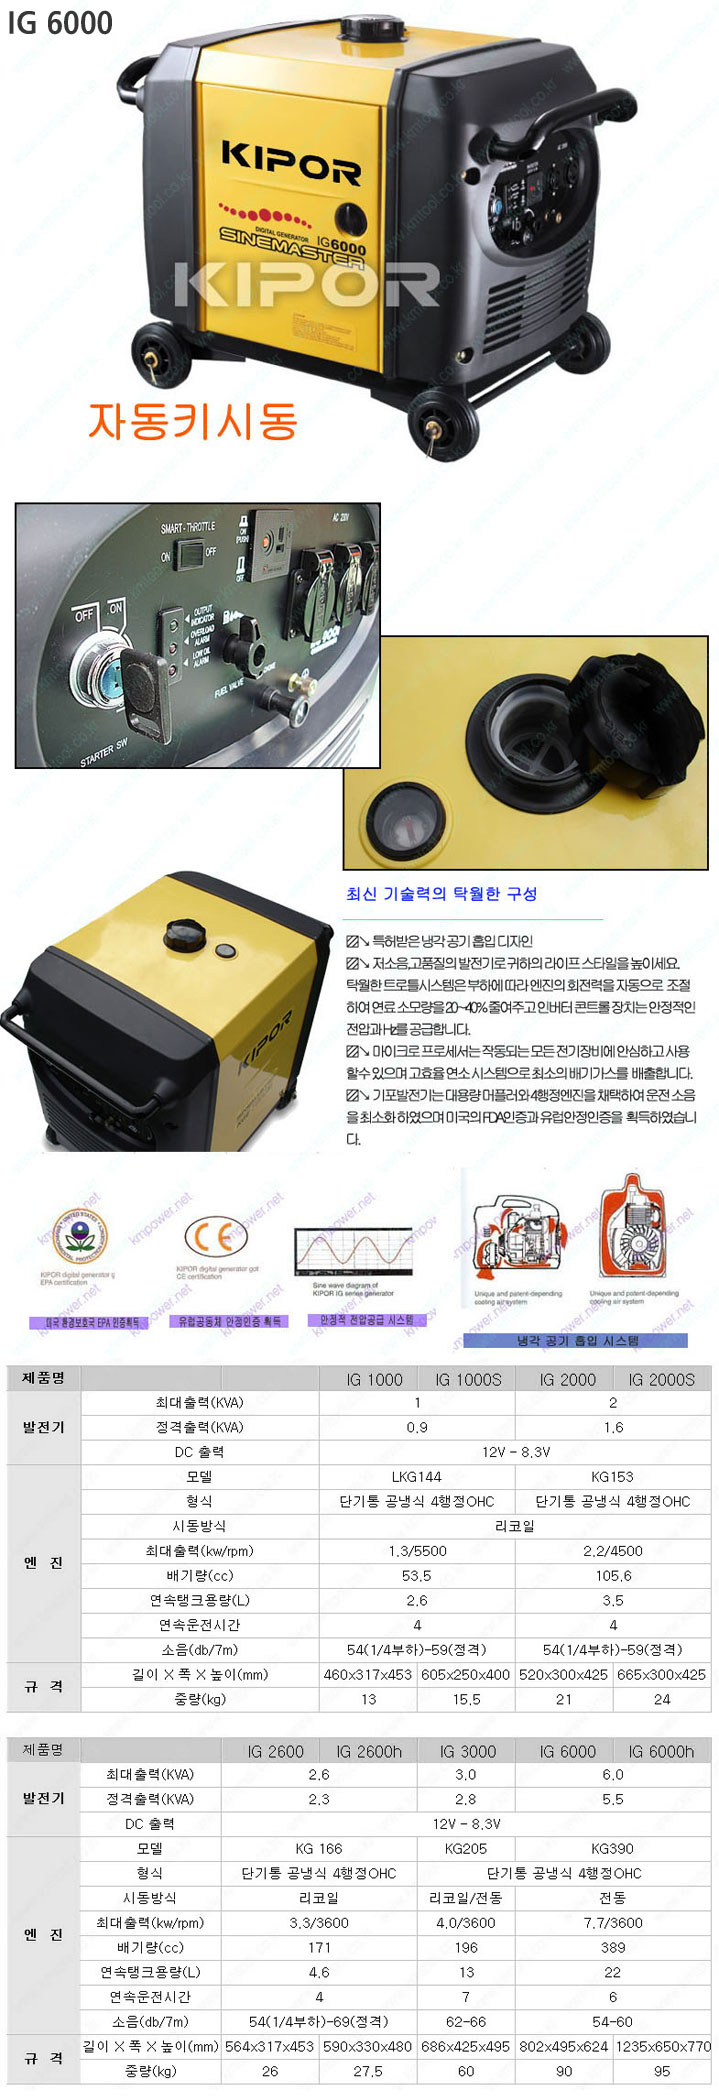 IG 6000
KIPOR
DIGITAL GENERATOR
SINEMASTER IG6000
KIPOR
자동키시동
SMART-THROTTLE
ON OFF
ON (PUSH)
OFF
AC 230V
OFF ON
OUTPUT INDICATOR
OVERLOAD ALARM
LOW OIL ALARM
FUEL VALVE
STARTER SW
최신 기술력의 탁월한 구성
KIPOR
특허받은 냉각 공기 흡입 디자인
저소음,고품질의 발전기로 귀하의 라이프 스타일을 높이세요.
탁월한 트로틀시스템은 부하에 따라 엔진의 회전력을 자동으로 조절
하여 연료 소모량을 20~40% 줄여주고 인버터 콘트롤 장치는 안정적인
전압과 Hz를 공급합니다.
마이크로 프로세서는 작동되는 모든 전기장비에 안심하고 사용
할수 있으며 고효율 연소 시스템으로 최소의 배기가스를 배출합니다.
기포발전기는 대용량 머플러와 4행정엔진을 채택하여 운전 소음
을 최소화 하였으며 미국의 FDA인증과 유럽안정인증을 획득하였습니
다.
KIPOR digital generator g
EPA certification
KIPOR digital generator got
CE certification
Sine wave diagram of
KIPOR IG series generator
Unique and patent-depending
cooling air system
Unique and patent-depending
cooling air system
미국 환경보호국 EPA 인증획득
유럽공동체 안정인증 획득
안정적 전압공급 시스템
냉각 공기 흡입 시스템
제품명 IG 1000 IG 1000S IG 2000 IG 2000S
발전기 최대출력(KVA) 1 2
정격출력(KVA) 0.9 1.6
DC 출력 12V - 8.3V
엔 진 모델 LKG144 KG153
형식 단기통 공냉식 4행정OHC 단기통 공냉식 4행정OHC
시동방식 리코일
최대출력(kw/rpm) 1.3/5500 2.2/4500
배기량(cc) 53.5 105.6
연속탱크용량(L) 2.6 3.5
연속운전시간 4 4
소음(db/7m) 54(1/4부하)-59(정격) 54(1/4부하)-59(정격)
규 격 길이 X 폭 X 높이(mm) 460x317x453 605x250x400 520x300x425 665x300x425
중량(kg) 13 15.5 21 24
제품명 IG 2600 IG 2600h IG 3000 IG 6000 IG 6000h
발전기 최대출력(KVA) 2.6 3.0 6.0
정격출력(KVA) 2.3 2.8 5.5
DC 출력 12V - 8.3V
엔 진 모델 KG 166 KG205 KG390
형식 단기통 공냉식 4행정OHC 단기통 공냉식 4행정OHC
시동방식 리코일 리코일/전동 전동
최대출력(kw/rpm) 3.3/3600 4.0/3600 7.7/3600
배기량(cc) 171 196 389
연속탱크용량(L) 4.6 13 22
연속운전시간 4 7 6
소음(db/7m) 54(1/4부하)-69(정격) 62-66 54-60
규 격 길이 X 폭 X 높이(mm) 564x317x453 590x330x480 686x425x495 802x495x624 1235x650x770
중량(kg) 26 27.5 60 90 95